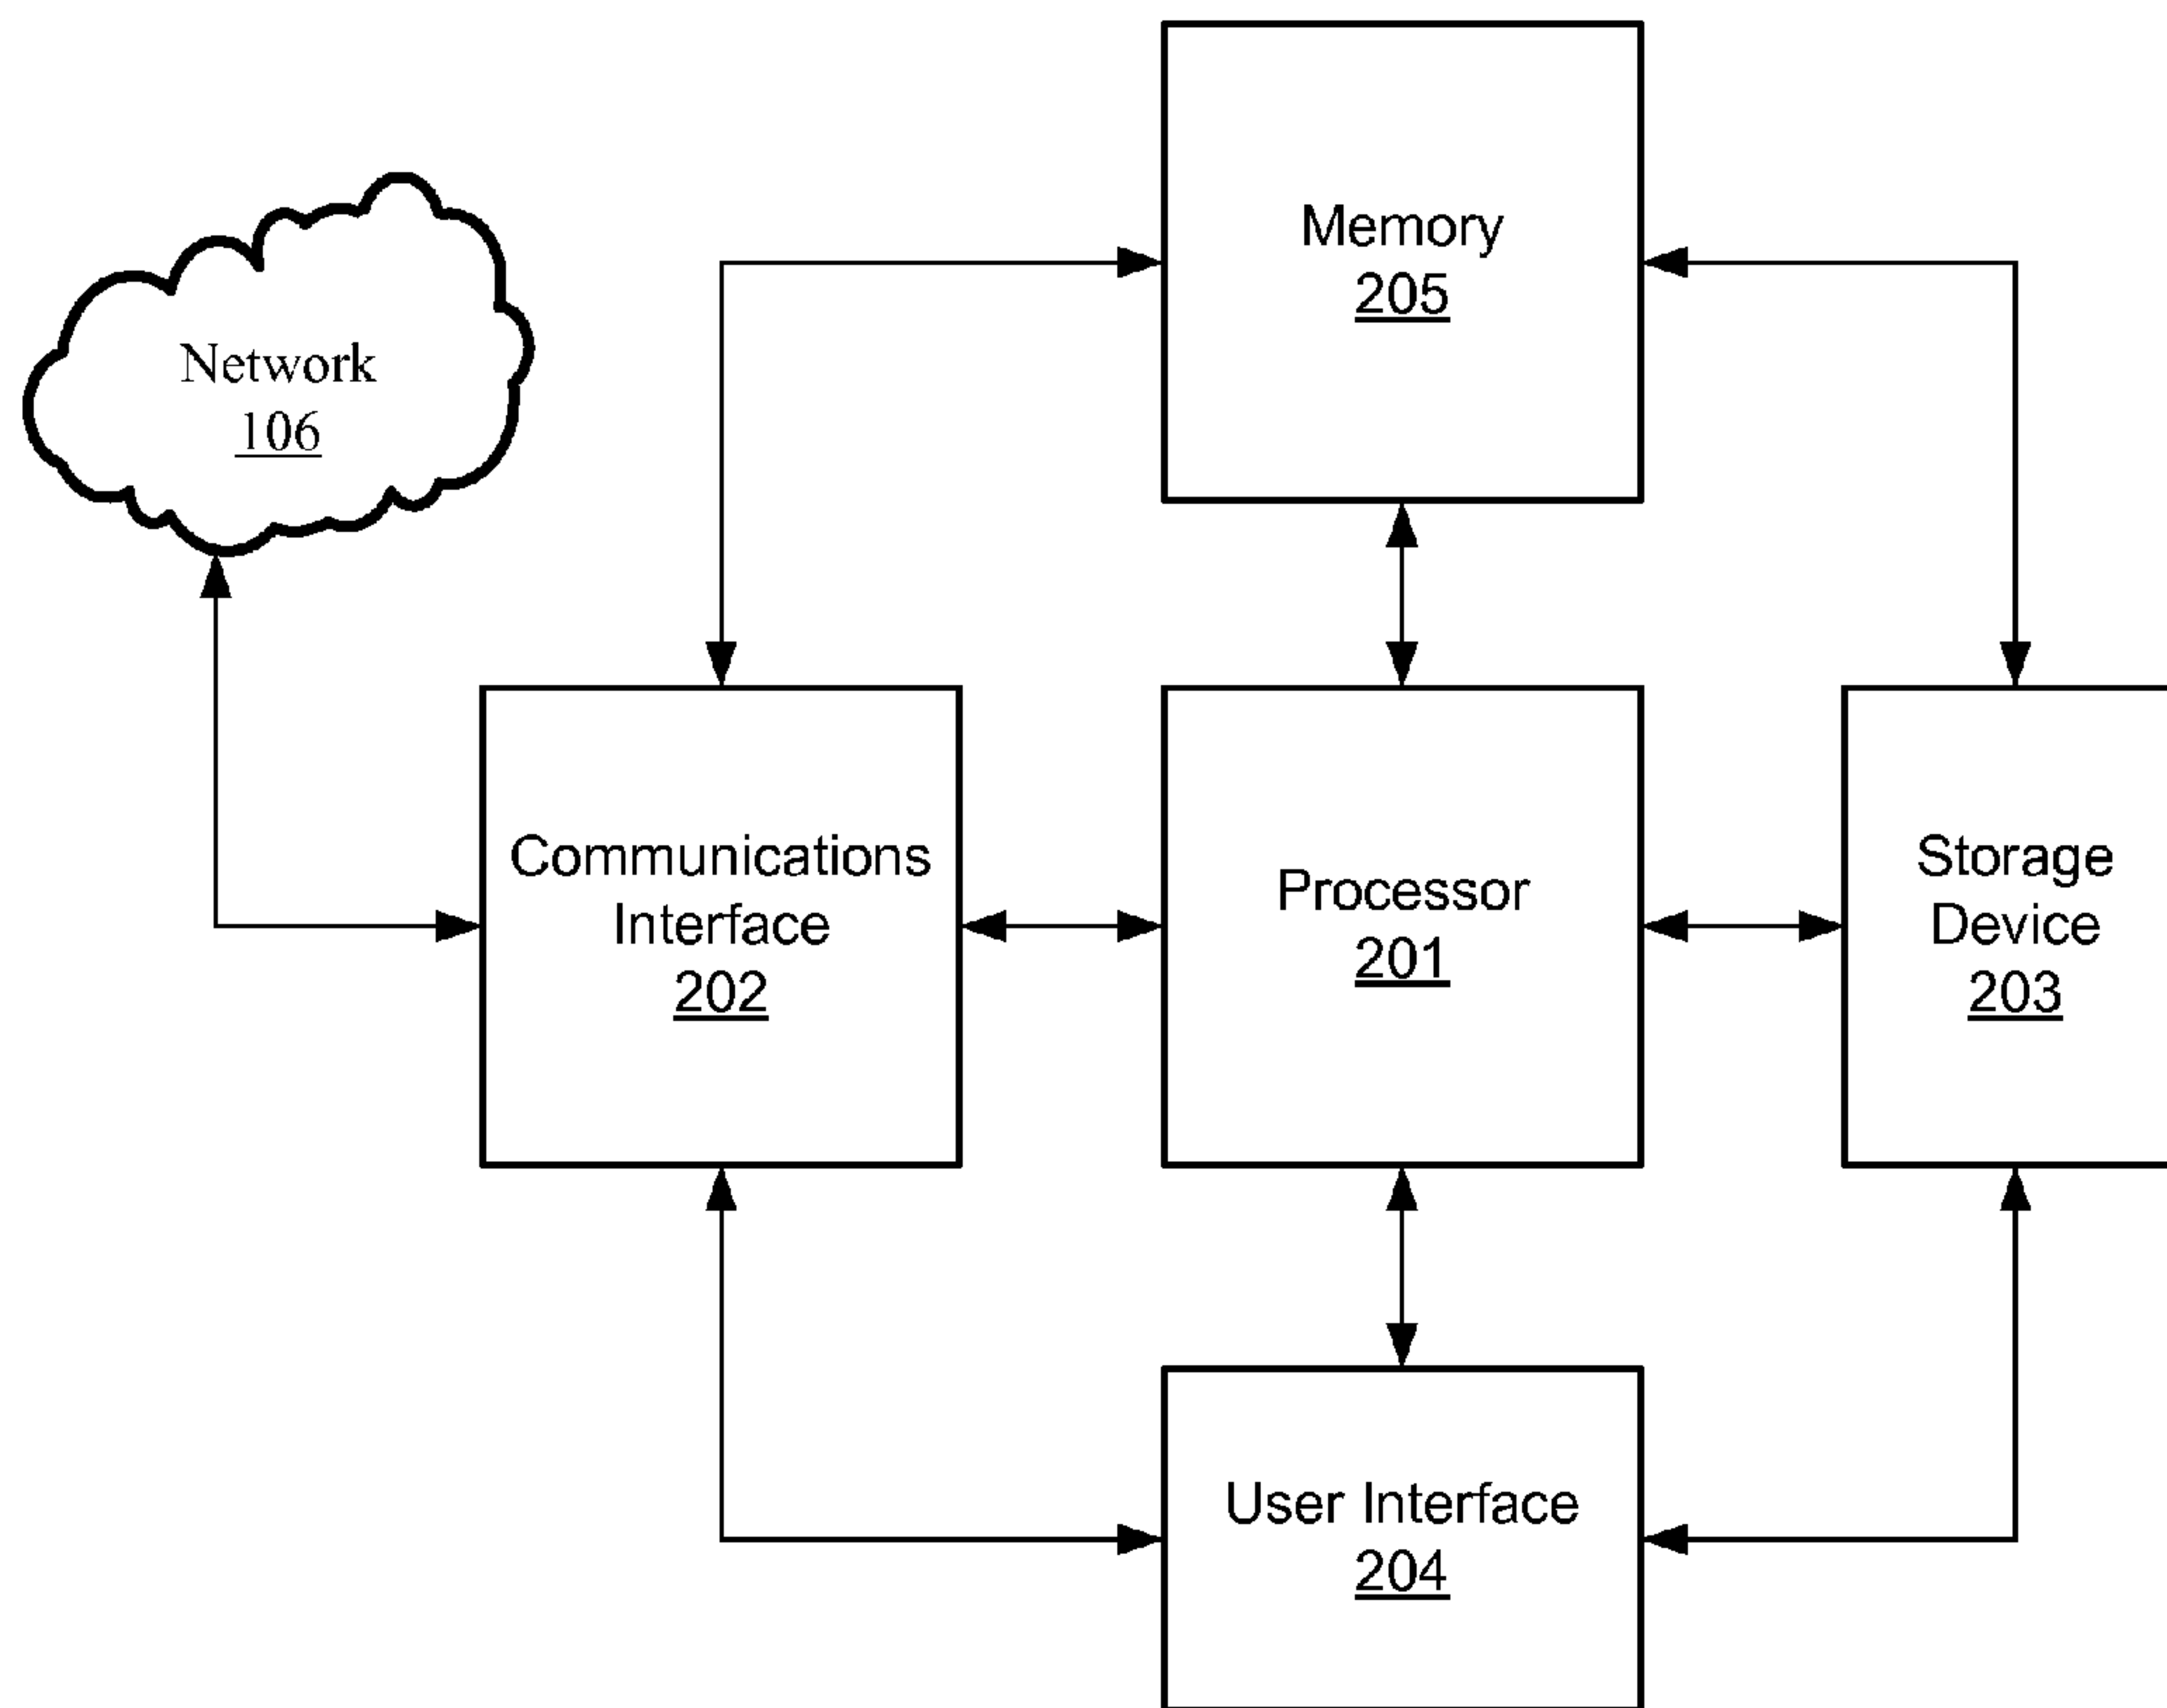 Memory
205
Network
106
Communications
Interface
202
Processor
201
Storage
Device
203
User Interface
204